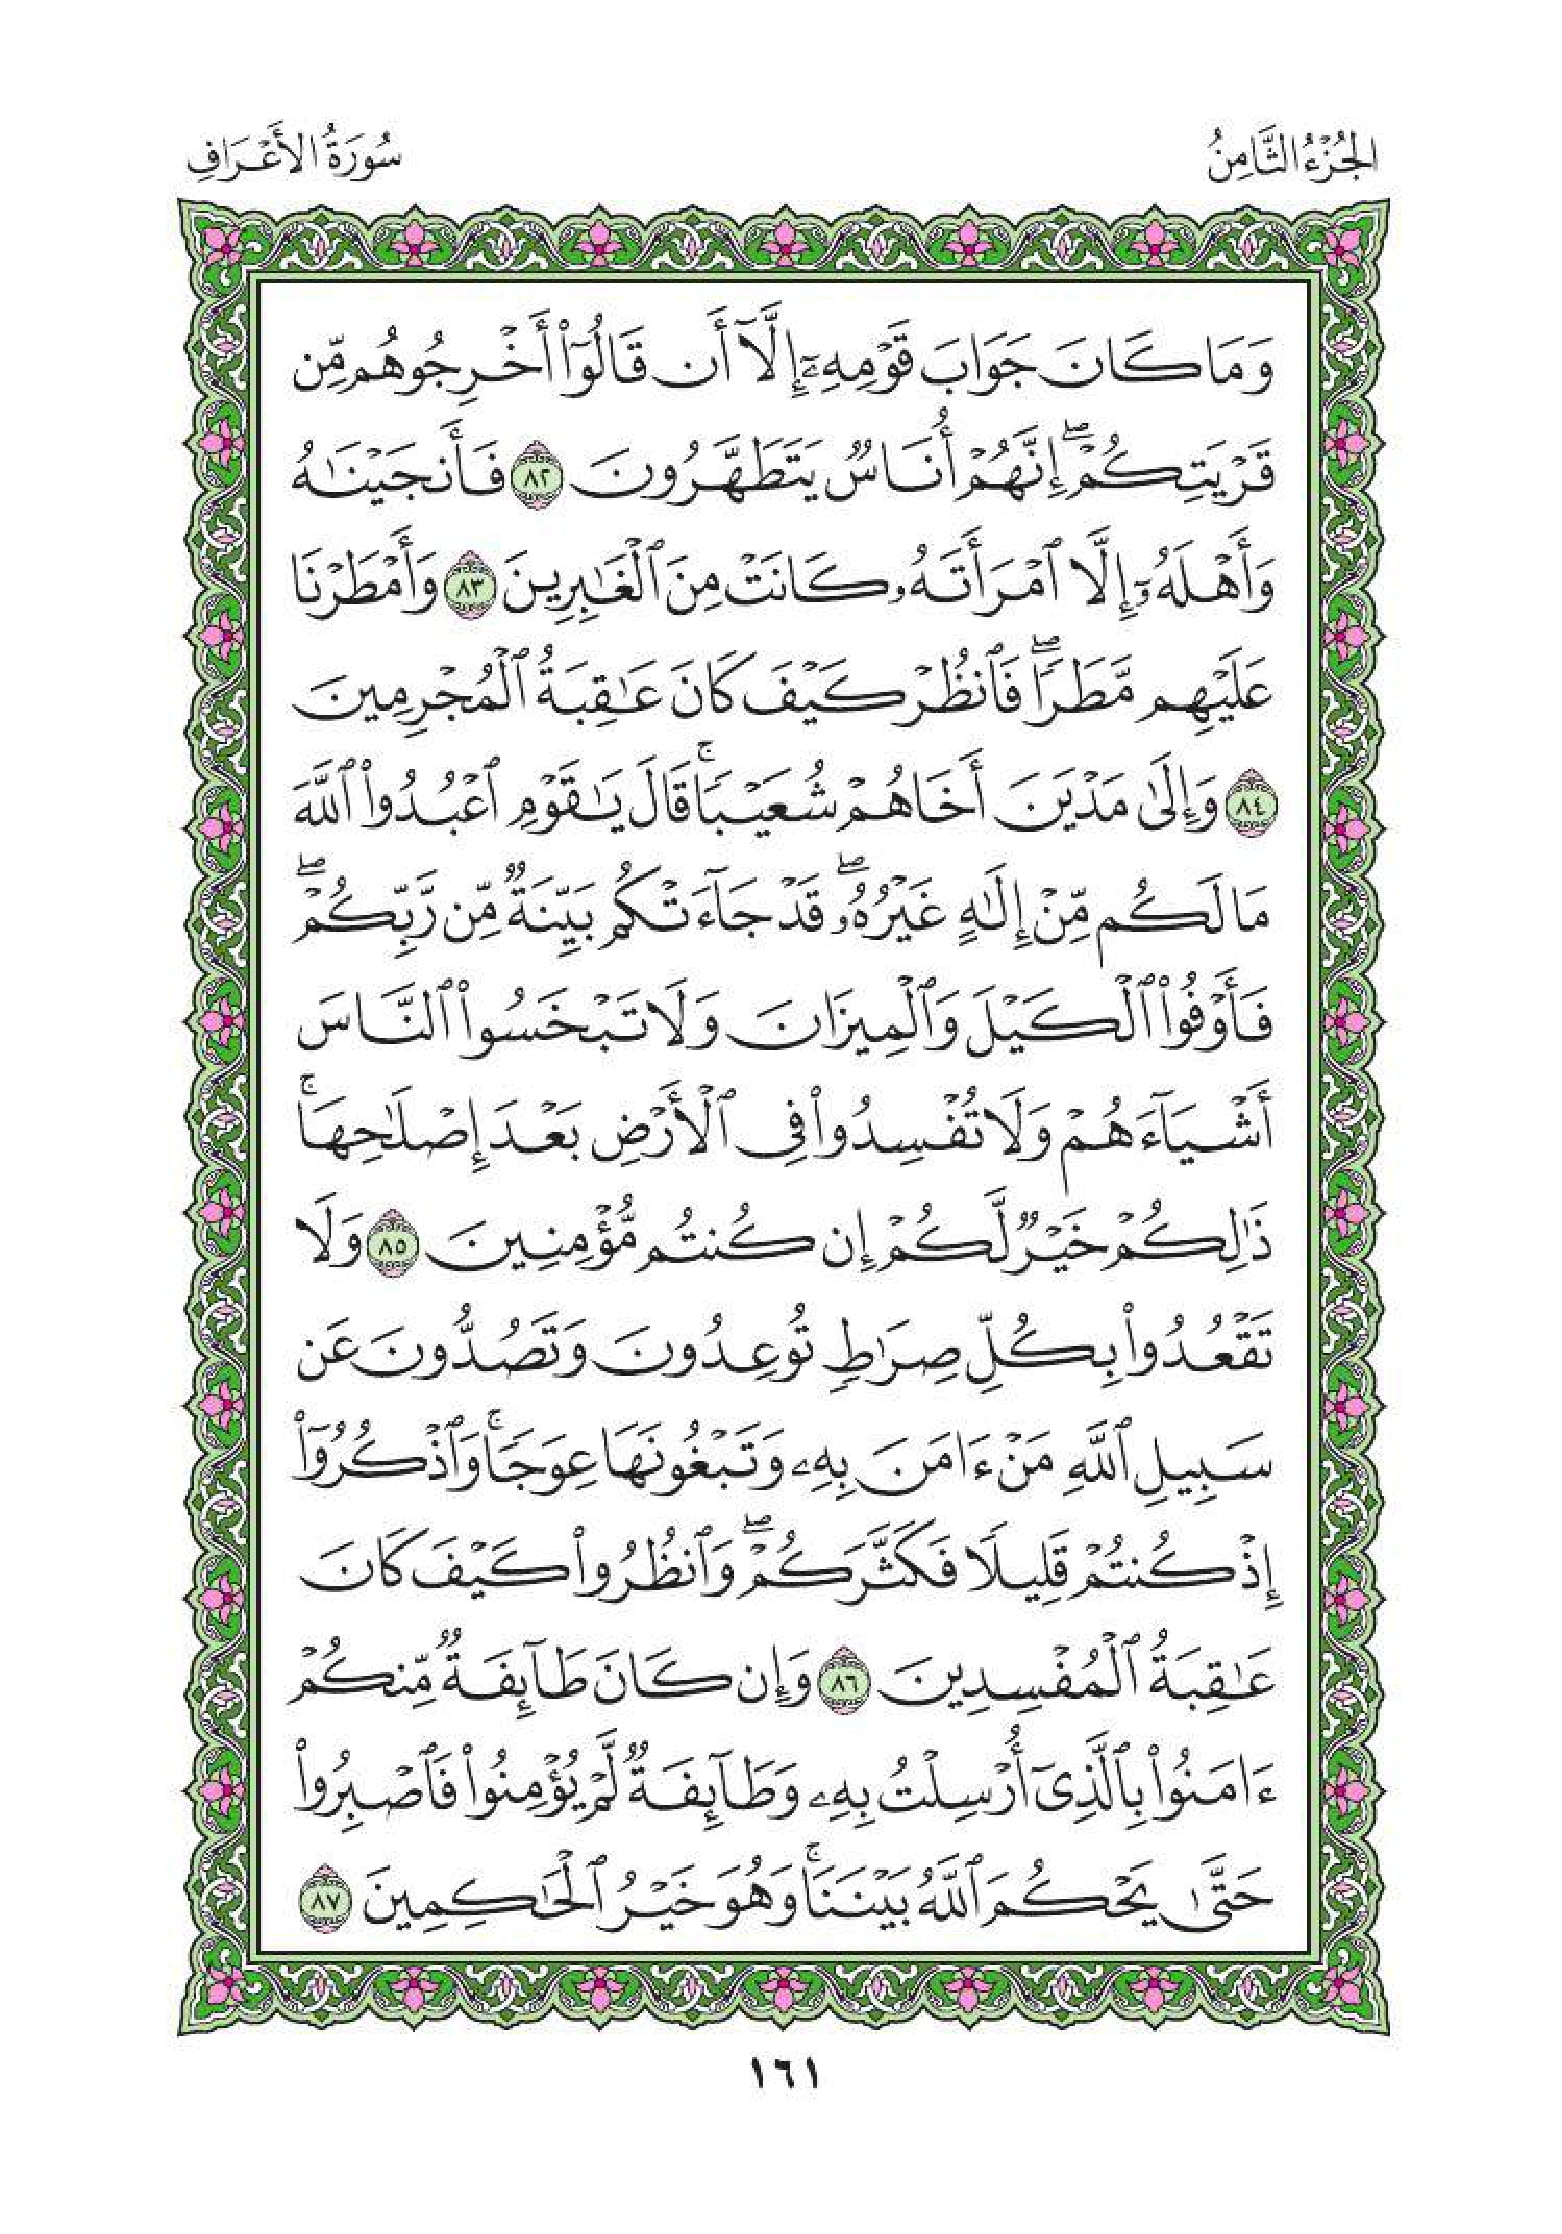 الجُزْءُ الثَّامِنُ
سُورَةُ الأَعْرَافِ
وَمَا كَانَ جَوَابَ قَوْمِهِۦٓ إِلَّآ أَن قَالُوٓاْ أَخْرِجُوهُم مِّن
قَرْيَتِكُمْۖ إِنَّهُمْ أُنَاسٌ يَتَطَهَّرُونَ ٨٢ فَأَنجَيْنَٰهُ
وَأَهْلَهُۥٓ إِلَّا ٱمْرَأَتَهُۥ كَانَتْ مِنَ ٱلْغَٰبِرِينَ ٨٣ وَأَمْطَرْنَا
عَلَيْهِم مَّطَرًاۖ فَٱنظُرْ كَيْفَ كَانَ عَٰقِبَةُ ٱلْمُجْرِمِينَ
٨٤ وَإِلَىٰ مَدْيَنَ أَخَاهُمْ شُعَيْبًاۚ قَالَ يَٰقَوْمِ ٱعْبُدُواْ ٱللَّهَ
مَا لَكُم مِّنْ إِلَٰهٍ غَيْرُهُۥۖ قَدْ جَآءَتْكُم بَيِّنَةٌ مِّن رَّبِّكُمْۖ
فَأَوْفُواْ ٱلْكَيْلَ وَٱلْمِيزَانَ وَلَا تَبْخَسُواْ ٱلنَّاسَ
أَشْيَآءَهُمْ وَلَا تُفْسِدُواْ فِى ٱلْأَرْضِ بَعْدَ إِصْلَٰحِهَاۚ
ذَٰلِكُمْ خَيْرٌ لَّكُمْ إِن كُنتُم مُّؤْمِنِينَ ٨٥ وَلَا
تَقْعُدُواْ بِكُلِّ صِرَٰطٍ تُوعِدُونَ وَتَصُدُّونَ عَن
سَبِيلِ ٱللَّهِ مَنْ ءَامَنَ بِهِۦ وَتَبْغُونَهَا عِوَجًاۚ وَٱذْكُرُوٓاْ
إِذْ كُنتُمْ قَلِيلًا فَكَثَّرَكُمْۖ وَٱنظُرُواْ كَيْفَ كَانَ
عَٰقِبَةُ ٱلْمُفْسِدِينَ ٨٦ وَإِن كَانَ طَآئِفَةٌ مِّنكُمْ
ءَامَنُواْ بِٱلَّذِىٓ أُرْسِلْتُ بِهِۦ وَطَآئِفَةٌ لَّمْ يُؤْمِنُواْ فَٱصْبِرُواْ
حَتَّىٰ يَحْكُمَ ٱللَّهُ بَيْنَنَاۚ وَهُوَ خَيْرُ ٱلْحَٰكِمِينَ ٨٧
١٦١